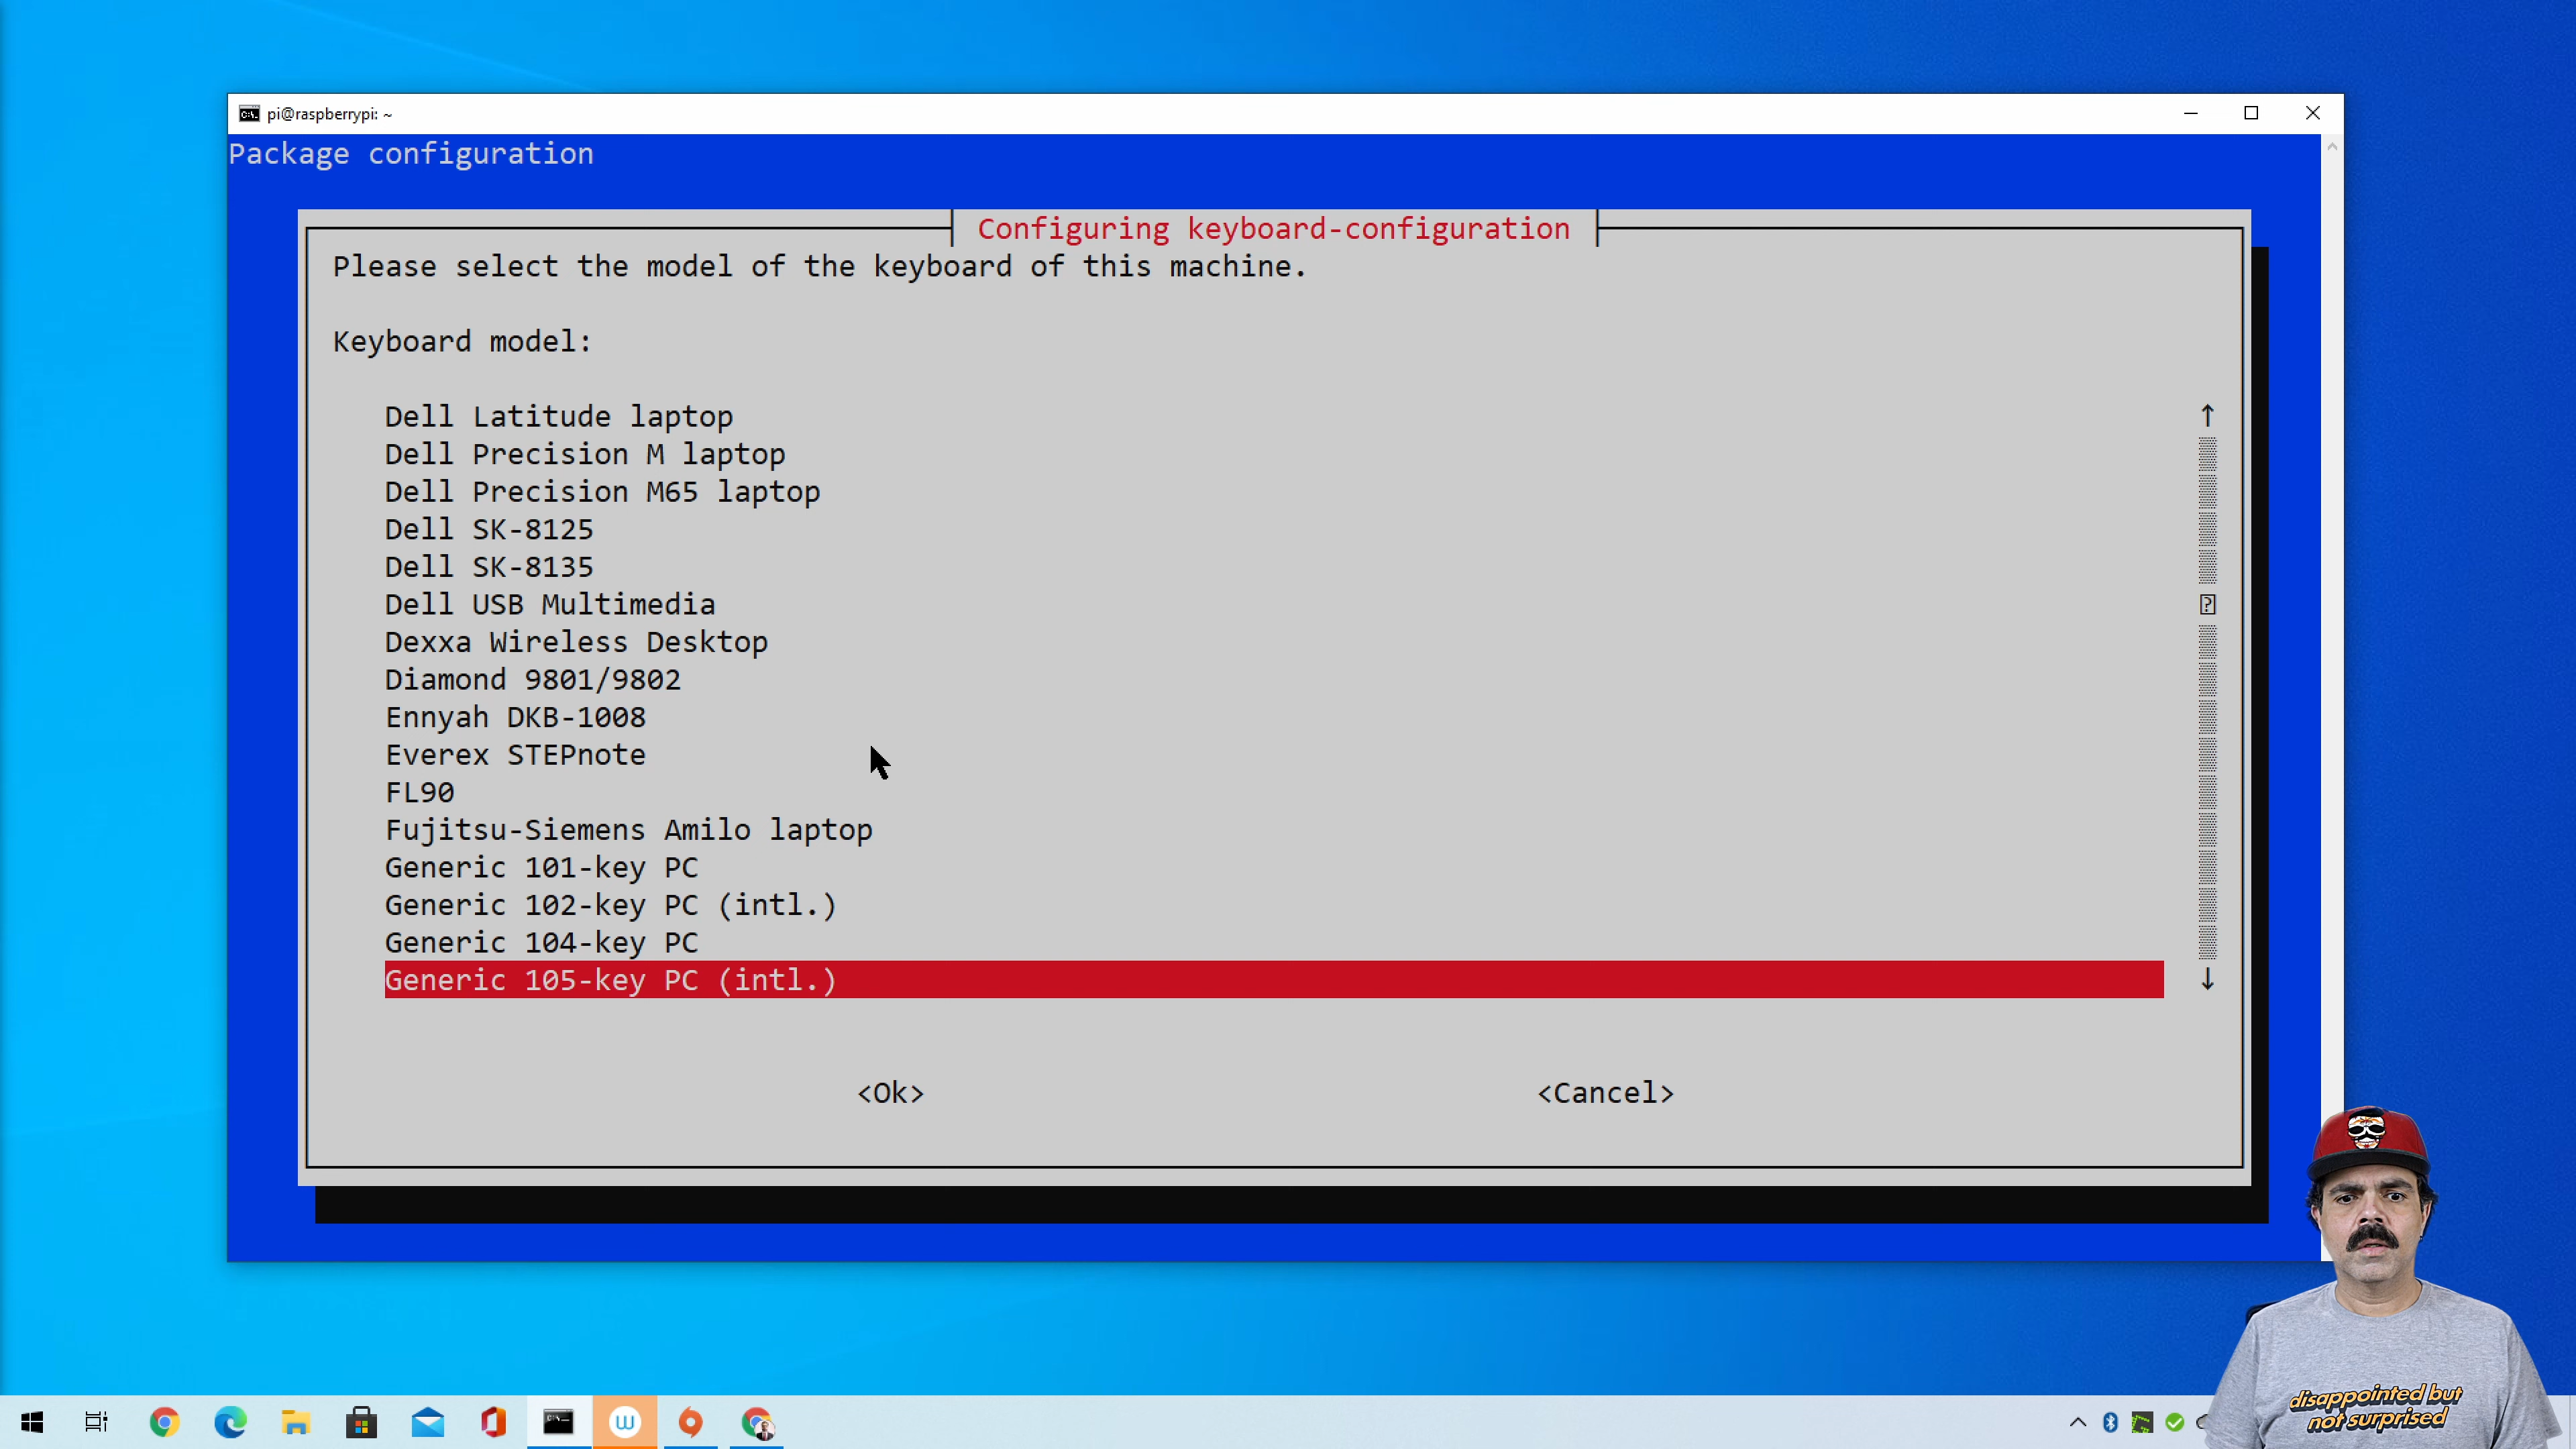 pi@raspberrypi: ~
Package configuration
Configuring keyboard-configuration
Please select the model of the keyboard of this machine.
Keyboard model:
Dell Latitude laptop
Dell Precision M laptop
Dell Precision M65 laptop
Dell SK-8125
Dell SK-8135
Dell USB Multimedia
Dexxa Wireless Desktop
Diamond 9801/9802
Ennyah DKB-1008
Everex STEPnote
FL90
Fujitsu-Siemens Amilo laptop
Generic 101-key PC
Generic 102-key PC (intl.)
Generic 104-key PC
Generic 105-key PC (intl.)
<Ok> <Cancel>
disappointed but
not surprised